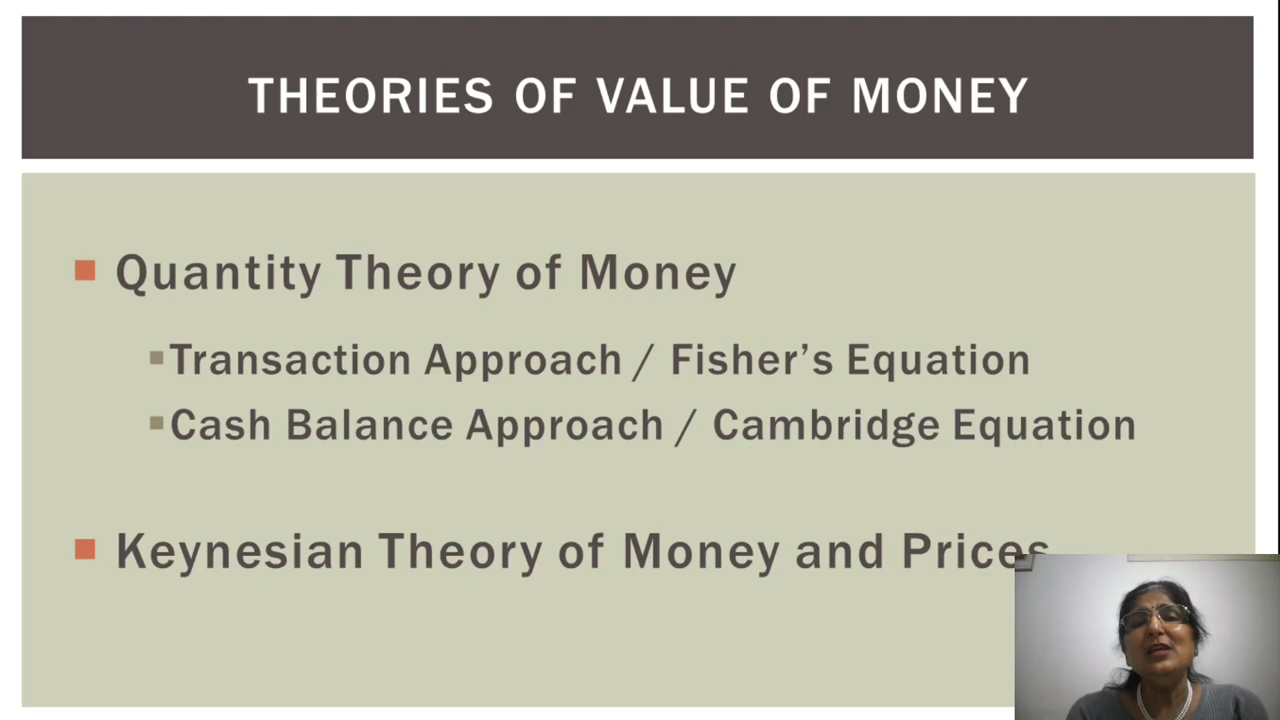 THEORIES OF VALUE OF MONEY
Quantity Theory of Money
Transaction Approach / Fisher’s Equation
Cash Balance Approach / Cambridge Equation
Keynesian Theory of Money and Prices